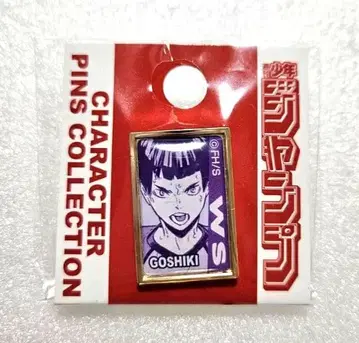 CHARACTER
PINS COLLECTION
©FH/S
WS
GOSHIKI
少年
ジャンプ